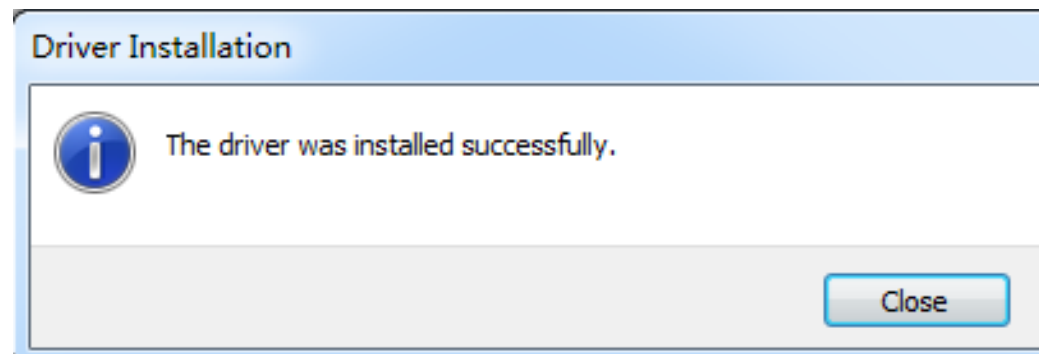 Driver Installation
The driver was installed successfully.
Close